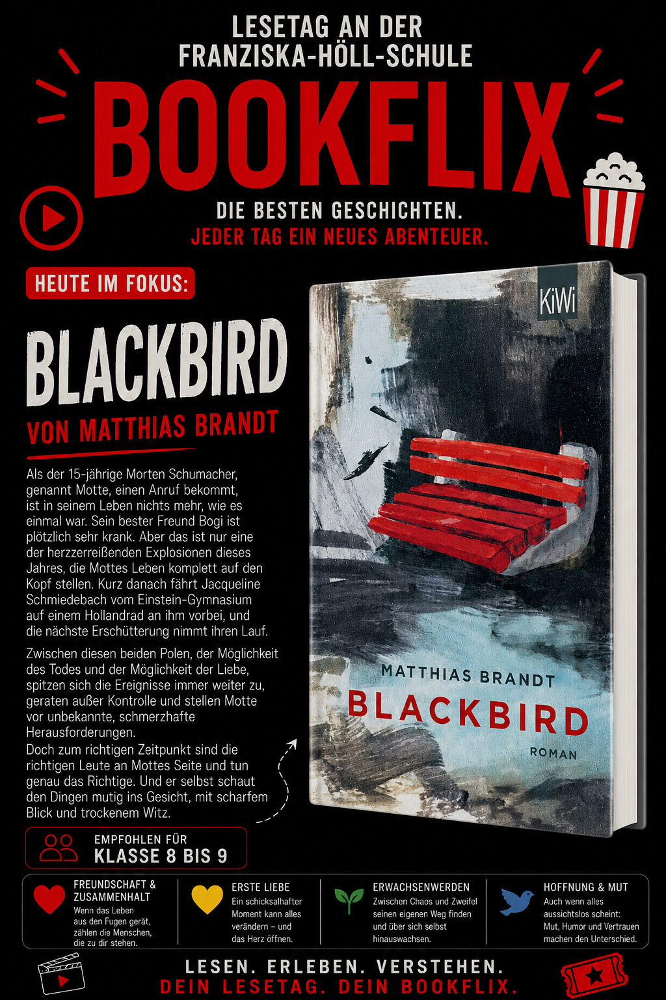 LESETAG AN DER
FRANZISKA-HÖLL-SCHULE
BOOKFLIX
DIE BESTEN GESCHICHTEN.
JEDER TAG EIN NEUES ABENTEUER.
HEUTE IM FOKUS:
BLACKBIRD
VON MATTHIAS BRANDT
Als der 15-jährige Morten Schumacher,
genannt Motte, einen Anruf bekommt,
ist in seinem Leben nichts mehr, wie es
einmal war. Sein bester Freund Bogi ist
plötzlich sehr krank. Aber das ist nur eine
der herzzerreißenden Explosionen dieses
Jahres, die Mottes Leben komplett auf den
Kopf stellen. Kurz danach fährt Jacqueline
Schmiedebach vom Einstein-Gymnasium
auf einem Hollandrad an ihm vorbei, und
die nächste Erschütterung nimmt ihren Lauf.
Zwischen diesen beiden Polen, der Möglichkeit
des Todes und der Möglichkeit der Liebe,
spitzen sich die Ereignisse immer weiter zu,
geraten außer Kontrolle und stellen Motte
vor unbekannte, schmerzhafte
Herausforderungen.
Doch zum richtigen Zeitpunkt sind die
richtigen Leute an Mottes Seite und tun
genau das Richtige. Und er selbst schaut
den Dingen mutig ins Gesicht, mit scharfem
Blick und trockenem Witz.
KiWi
MATTHIAS BRANDT
BLACKBIRD
ROMAN
EMPFOHLEN FÜR
KLASSE 8 BIS 9
FREUNDSCHAFT &
ZUSAMMENHALT
Wenn das Leben
aus den Fugen gerät,
zählen die Menschen,
die zu dir stehen.
ERSTE LIEBE
Ein schicksalhafter
Moment kann alles
verändern – und
das Herz öffnen.
ERWACHSENWERDEN
Zwischen Chaos und Zweifel
seinen eigenen Weg finden
und über sich selbst
hinauswachsen.
HOFFNUNG & MUT
Auch wenn alles
aussichtslos scheint:
Mut, Humor und Vertrauen
machen den Unterschied.
LESEN. ERLEBEN. VERSTEHEN.
DEIN LESETAG. DEIN BOOKFLIX.